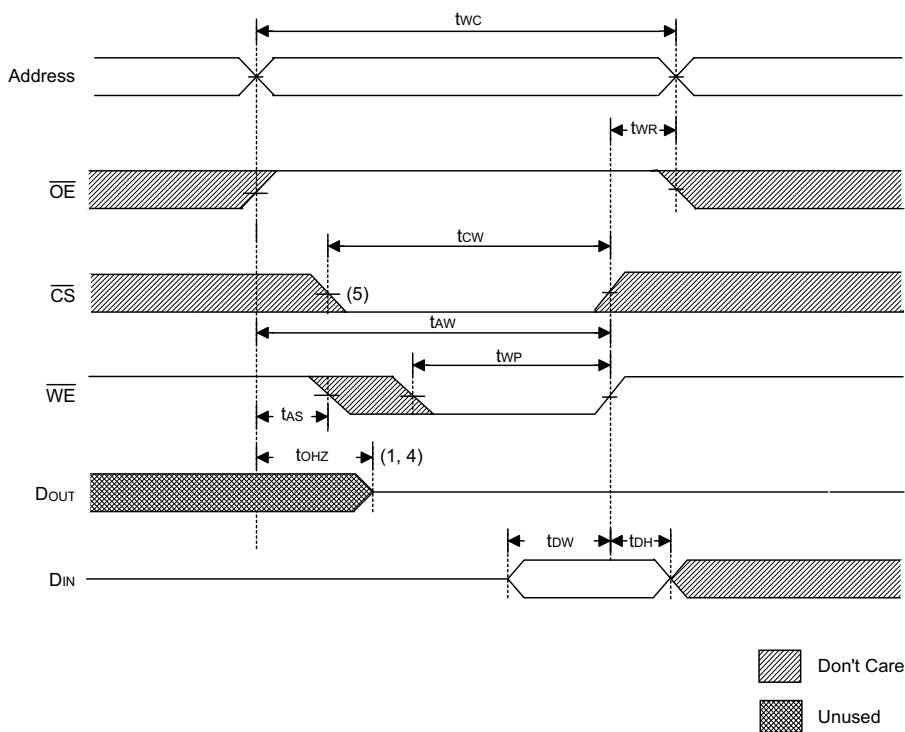 tWC
Address
tWR
OE
tCW
CS
(5)
tAW
tWP
WE
tAS
tOHZ
(1, 4)
DOUT
tDW
tDH
DIN
Don't Care
Unused